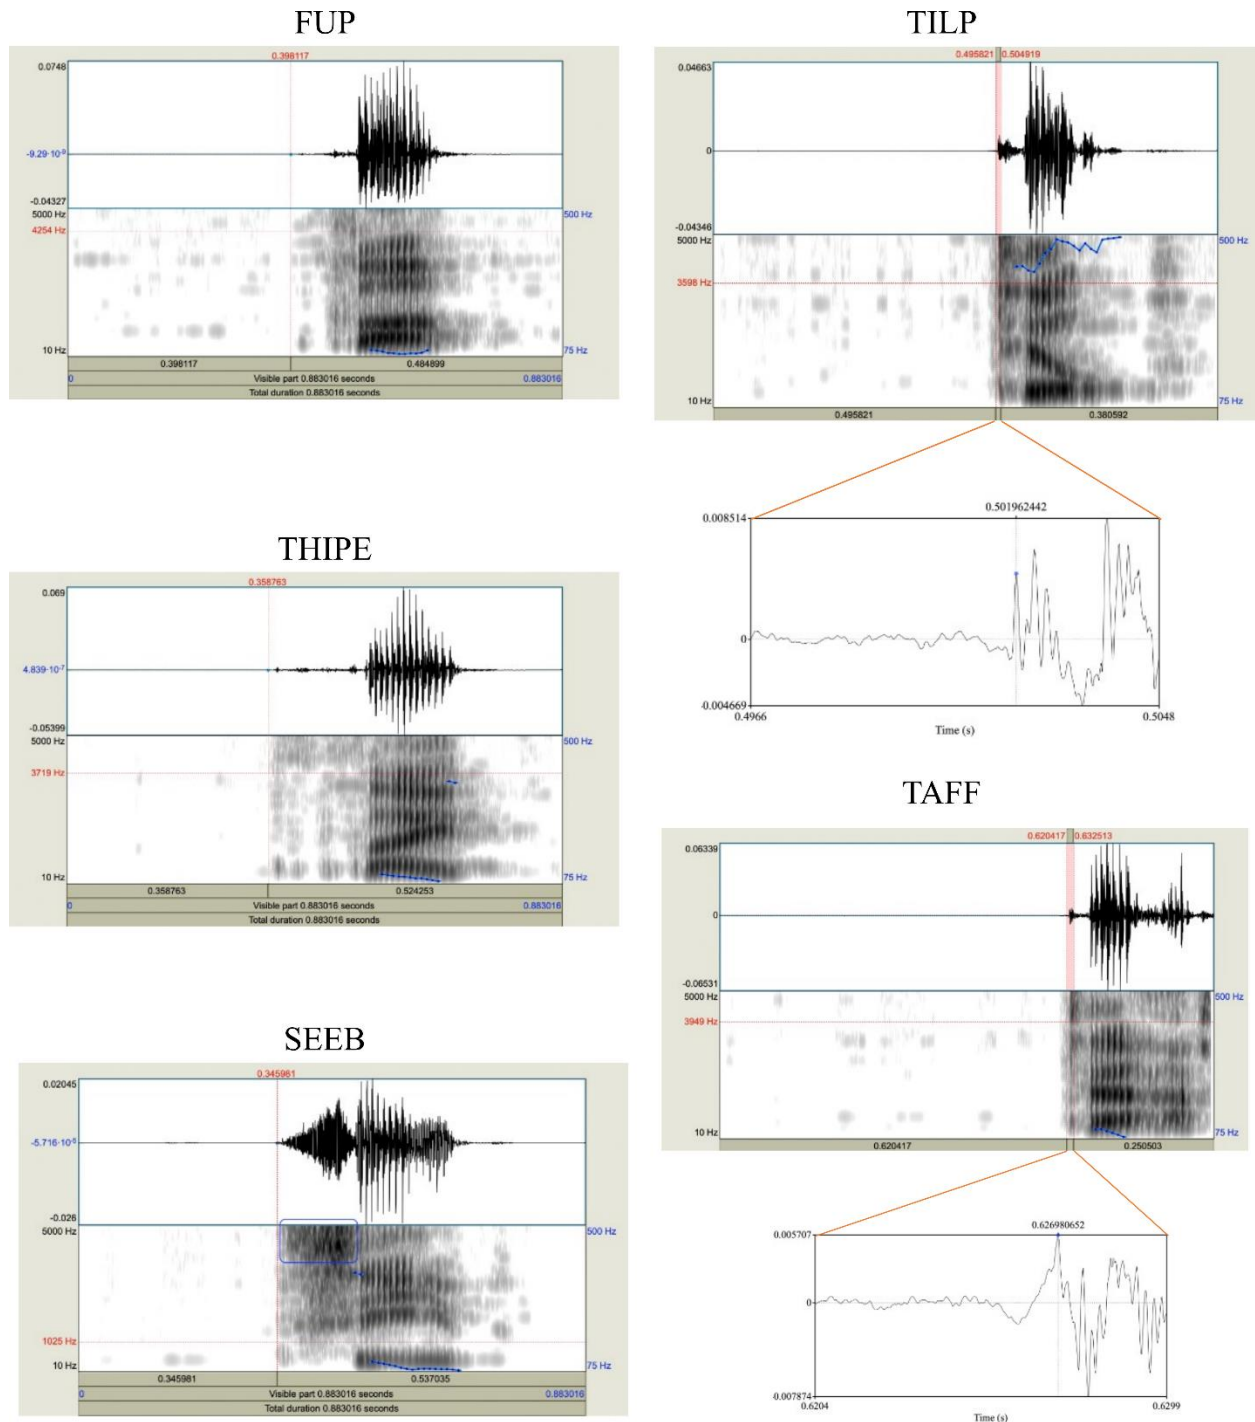 FUP
0.398117
0.0748
-9.29·10⁻⁹
-0.04327
5000 Hz 500 Hz
4254 Hz
10 Hz 75 Hz
0.398117 0.484899
0 Visible part 0.883016 seconds 0.883016
Total duration 0.883016 seconds
TILP
0.495821 0.504919
0.04663
0
-0.04346
5000 Hz 500 Hz
3598 Hz
10 Hz 75 Hz
0.495821 0.380592
0.501962442
0.008514
0
-0.004669
0.4966 0.5048
Time (s)
THIPE
0.358763
0.069
4.839·10⁻⁷
-0.05399
5000 Hz 500 Hz
3719 Hz
10 Hz 75 Hz
0.358763 0.524253
0 Visible part 0.883016 seconds 0.883016
Total duration 0.883016 seconds
TAFF
0.620417 0.632513
0.06339
0
-0.06531
5000 Hz 500 Hz
3949 Hz
10 Hz 75 Hz
0.620417 0.250503
0.626980652
0.005707
0
-0.007874
0.6204 0.6299
Time (s)
SEEB
0.345981
0.02045
-0.026
5000 Hz 500 Hz
1025 Hz
10 Hz 75 Hz
0.345981 0.537035
0 Visible part 0.883016 seconds 0.883016
Total duration 0.883016 seconds